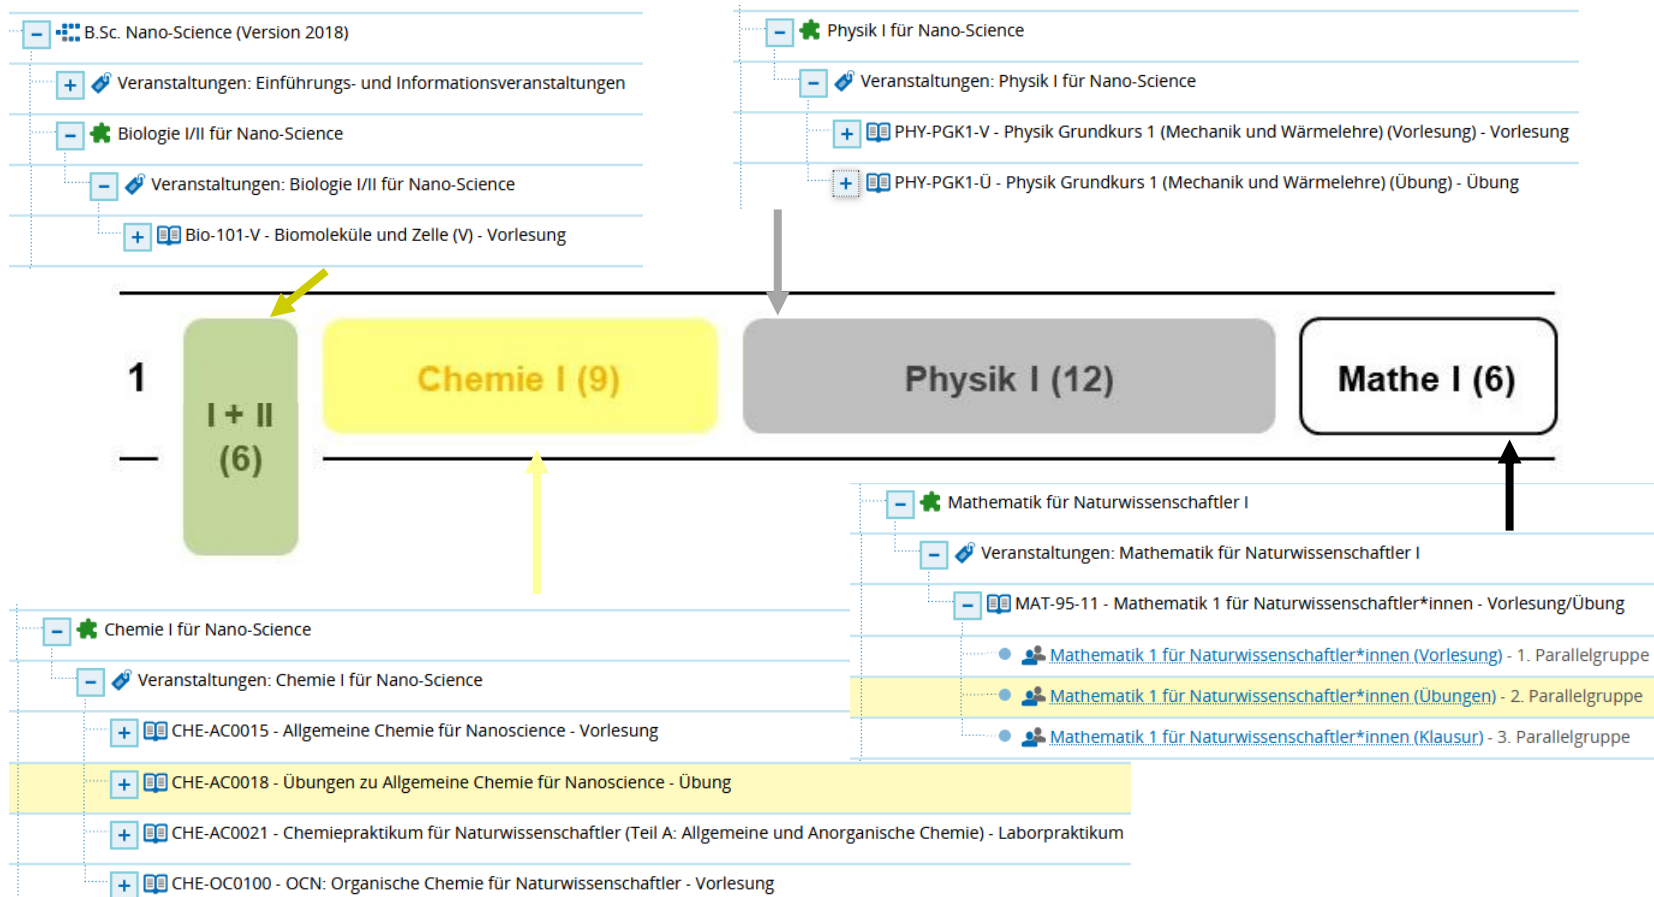 B.Sc. Nano-Science (Version 2018)
Veranstaltungen: Einführungs- und Informationsveranstaltungen
Biologie I/II für Nano-Science
Veranstaltungen: Biologie I/II für Nano-Science
Bio-101-V - Biomoleküle und Zelle (V) - Vorlesung
Physik I für Nano-Science
Veranstaltungen: Physik I für Nano-Science
PHY-PGK1-V - Physik Grundkurs 1 (Mechanik und Wärmelehre) (Vorlesung) - Vorlesung
PHY-PGK1-Ü - Physik Grundkurs 1 (Mechanik und Wärmelehre) (Übung) - Übung
1
I + II
(6)
Chemie I (9)
Physik I (12)
Mathe I (6)
Mathematik für Naturwissenschaftler I
Veranstaltungen: Mathematik für Naturwissenschaftler I
MAT-95-11 - Mathematik 1 für Naturwissenschaftler*innen - Vorlesung/Übung
Mathematik 1 für Naturwissenschaftler*innen (Vorlesung) - 1. Parallelgruppe
Mathematik 1 für Naturwissenschaftler*innen (Übungen) - 2. Parallelgruppe
Mathematik 1 für Naturwissenschaftler*innen (Klausur) - 3. Parallelgruppe
Chemie I für Nano-Science
Veranstaltungen: Chemie I für Nano-Science
CHE-AC0015 - Allgemeine Chemie für Nanoscience - Vorlesung
CHE-AC0018 - Übungen zu Allgemeine Chemie für Nanoscience - Übung
CHE-AC0021 - Chemiepraktikum für Naturwissenschaftler (Teil A: Allgemeine und Anorganische Chemie) - Laborpraktikum
CHE-OC0100 - OCN: Organische Chemie für Naturwissenschaftler - Vorlesung